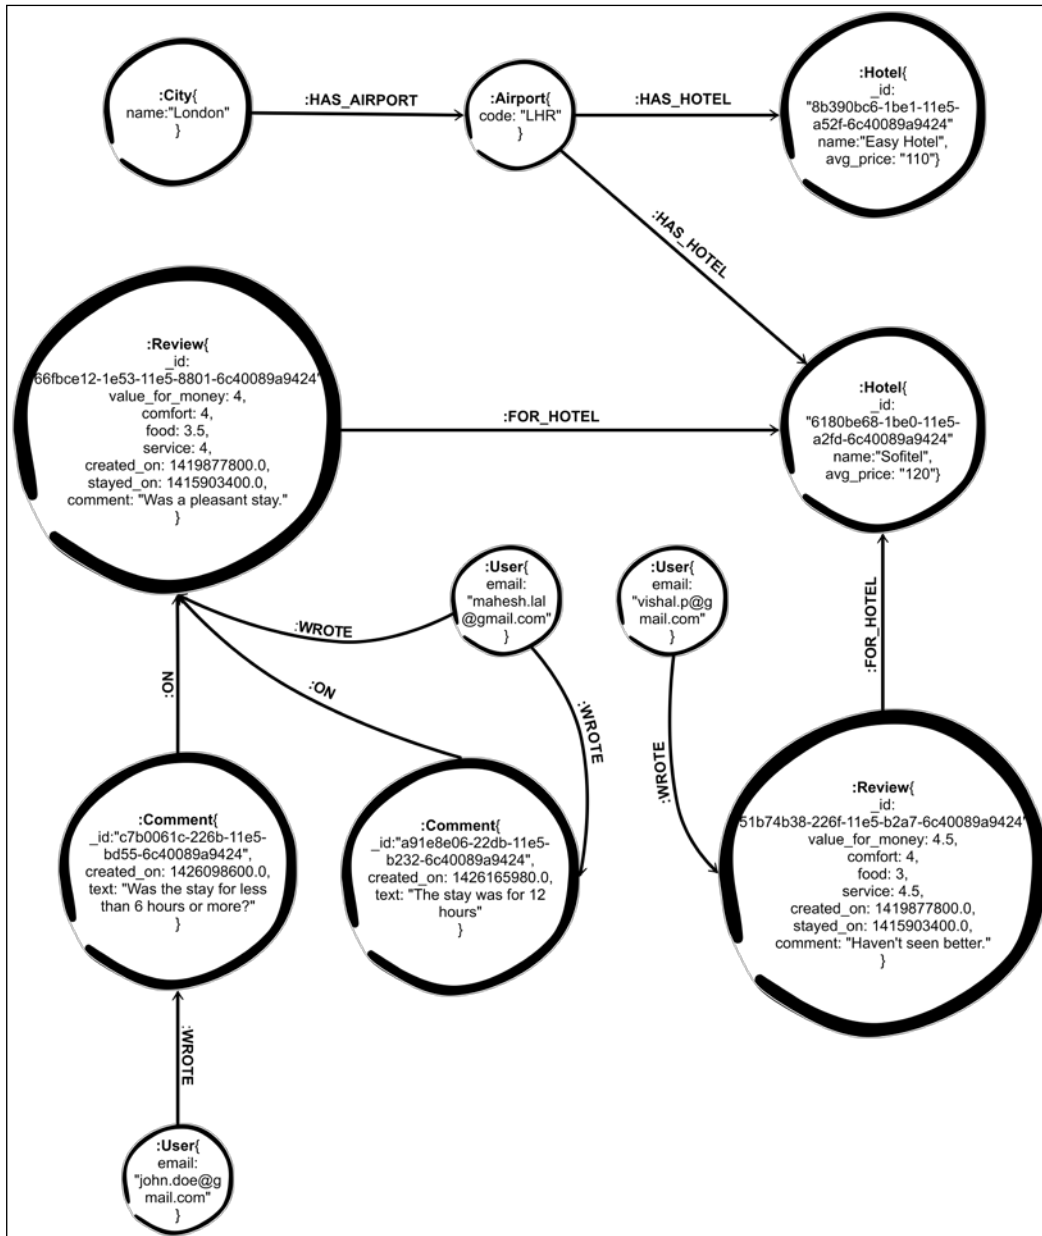 :City{
name:"London"
}
:HAS_AIRPORT
:Airport{
code: "LHR"
}
:HAS_HOTEL
:Hotel{
_id:
"8b390bc6-1be1-11e5-
a52f-6c40089a9424"
name:"Easy Hotel",
avg_price: "110"}
:HAS_HOTEL
:Review{
_id:
"66fbce12-1e53-11e5-8801-6c40089a9424"
value_for_money: 4,
comfort: 4,
food: 3.5,
service: 4,
created_on: 1419877800.0,
stayed_on: 1415903400.0,
comment: "Was a pleasant stay."
}
:FOR_HOTEL
:Hotel{
_id:
"6180be68-1be0-11e5-
a2fd-6c40089a9424"
name:"Sofitel",
avg_price: "120"}
:User{
email:
"mahesh.lal
@gmail.com"
}
:User{
email:
"vishal.p@g
mail.com"
}
:FOR_HOTEL
:WROTE
:ON
:ON
:WROTE
:WROTE
:Comment{
_id:"c7b0061c-226b-11e5-
bd55-6c40089a9424",
created_on: 1426098600.0,
text: "Was the stay for less
than 6 hours or more?"
}
:Comment{
_id:"a91e8e06-22db-11e5-
b232-6c40089a9424",
created_on: 1426165980.0,
text: "The stay was for 12
hours"
}
:Review{
_id:
"51b74b38-226f-11e5-b2a7-6c40089a9424"
value_for_money: 4.5,
comfort: 4,
food: 3,
service: 4.5,
created_on: 1419877800.0,
stayed_on: 1415903400.0,
comment: "Haven't seen better."
}
:WROTE
:User{
email:
"john.doe@g
mail.com"
}